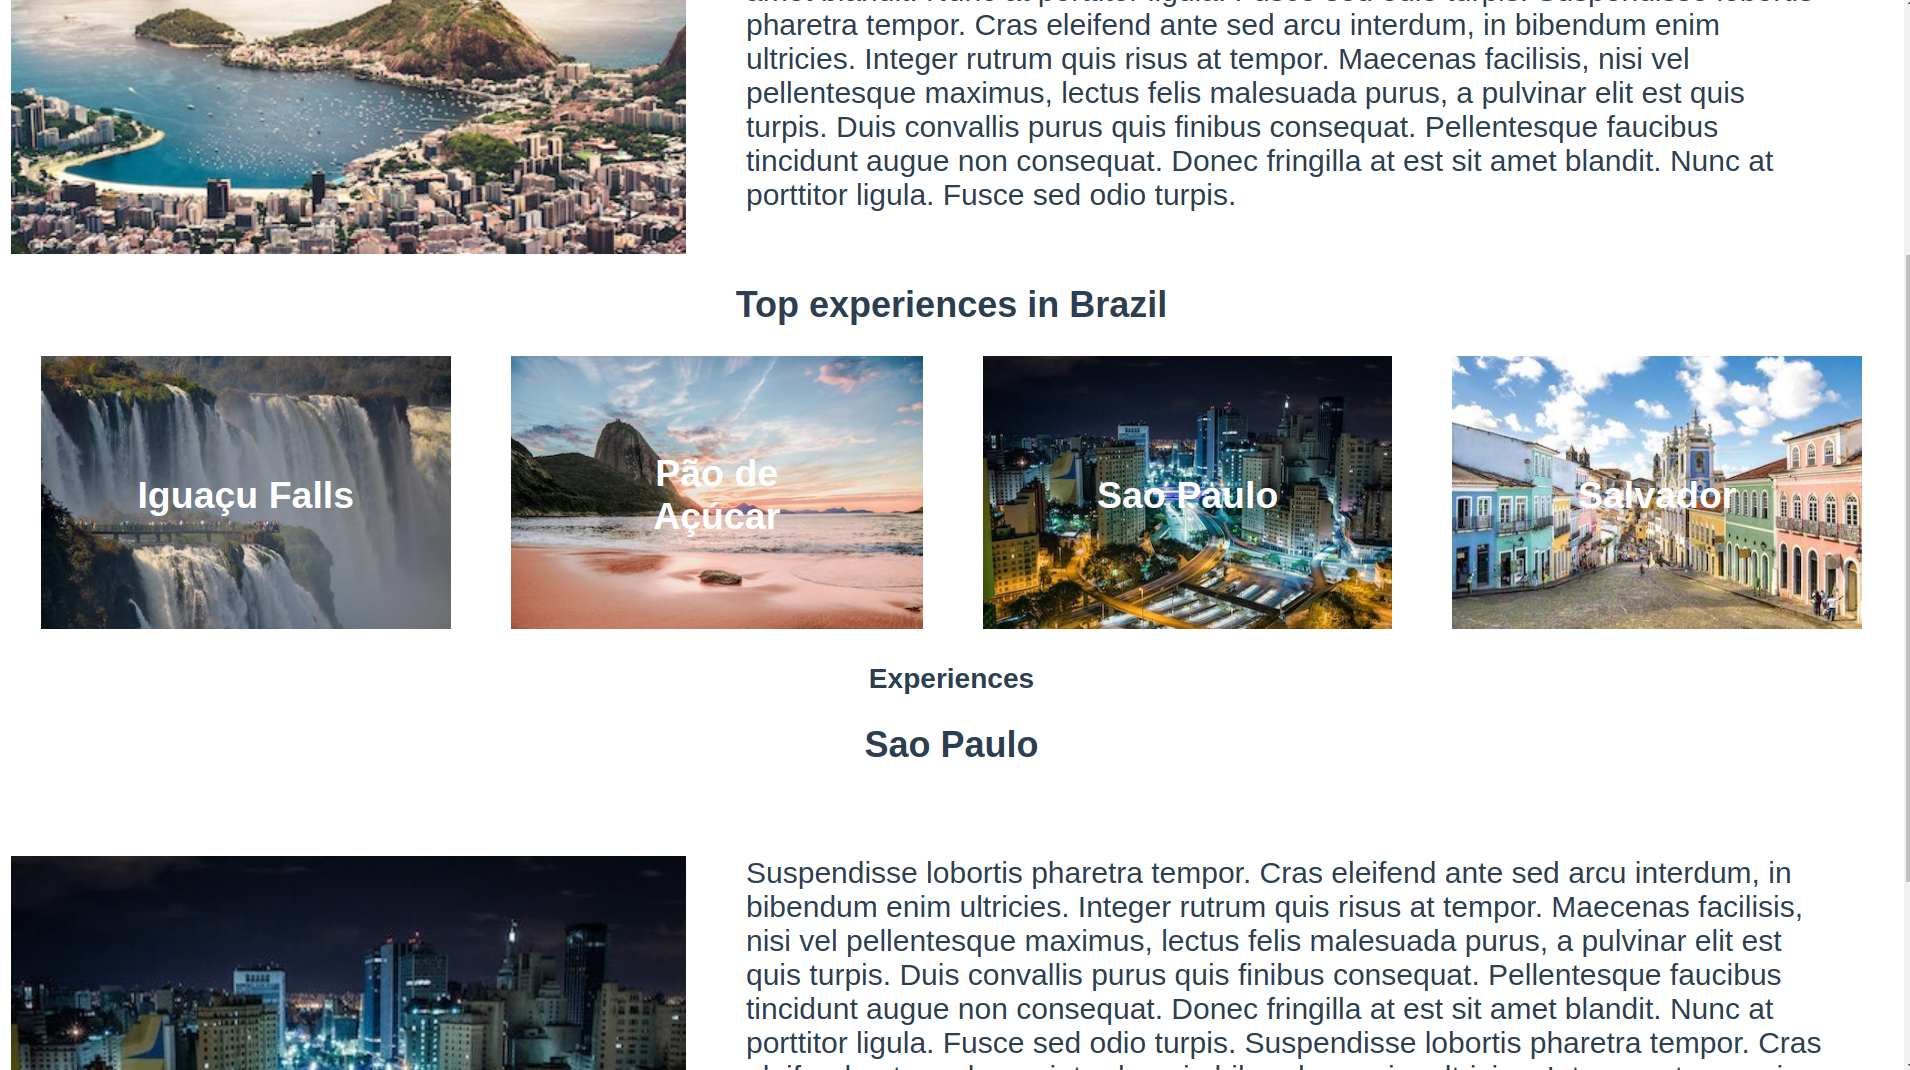 pharetra tempor. Cras eleifend ante sed arcu interdum, in bibendum enim
ultricies. Integer rutrum quis risus at tempor. Maecenas facilisis, nisi vel
pellentesque maximus, lectus felis malesuada purus, a pulvinar elit est quis
turpis. Duis convallis purus quis finibus consequat. Pellentesque faucibus
tincidunt augue non consequat. Donec fringilla at est sit amet blandit. Nunc at
porttitor ligula. Fusce sed odio turpis.
Top experiences in Brazil
Iguaçu Falls
Pão de
Açúcar
Sao Paulo
Salvador
Experiences
Sao Paulo
Suspendisse lobortis pharetra tempor. Cras eleifend ante sed arcu interdum, in
bibendum enim ultricies. Integer rutrum quis risus at tempor. Maecenas facilisis,
nisi vel pellentesque maximus, lectus felis malesuada purus, a pulvinar elit est
quis turpis. Duis convallis purus quis finibus consequat. Pellentesque faucibus
tincidunt augue non consequat. Donec fringilla at est sit amet blandit. Nunc at
porttitor ligula. Fusce sed odio turpis. Suspendisse lobortis pharetra tempor. Cras